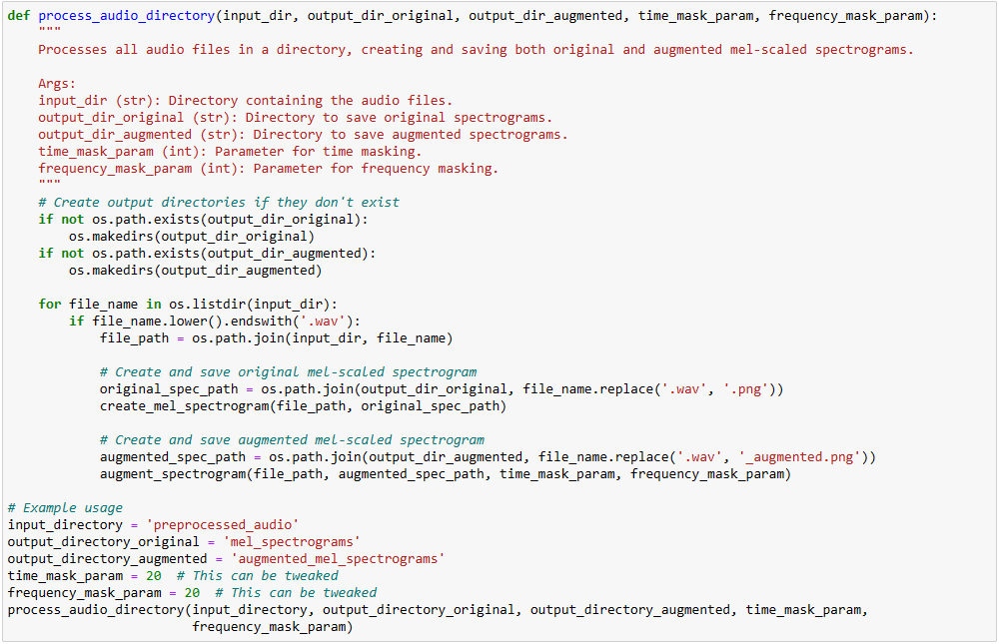 def process_audio_directory(input_dir, output_dir_original, output_dir_augmented, time_mask_param, frequency_mask_param):
    """
    Processes all audio files in a directory, creating and saving both original and augmented mel-scaled spectrograms.

    Args:
    input_dir (str): Directory containing the audio files.
    output_dir_original (str): Directory to save original spectrograms.
    output_dir_augmented (str): Directory to save augmented spectrograms.
    time_mask_param (int): Parameter for time masking.
    frequency_mask_param (int): Parameter for frequency masking.
    """
    # Create output directories if they don't exist
    if not os.path.exists(output_dir_original):
        os.makedirs(output_dir_original)
    if not os.path.exists(output_dir_augmented):
        os.makedirs(output_dir_augmented)

    for file_name in os.listdir(input_dir):
        if file_name.lower().endswith('.wav'):
            file_path = os.path.join(input_dir, file_name)

            # Create and save original mel-scaled spectrogram
            original_spec_path = os.path.join(output_dir_original, file_name.replace('.wav', '.png'))
            create_mel_spectrogram(file_path, original_spec_path)

            # Create and save augmented mel-scaled spectrogram
            augmented_spec_path = os.path.join(output_dir_augmented, file_name.replace('.wav', '_augmented.png'))
            augment_spectrogram(file_path, augmented_spec_path, time_mask_param, frequency_mask_param)

# Example usage
input_directory = 'preprocessed_audio'
output_directory_original = 'mel_spectrograms'
output_directory_augmented = 'augmented_mel_spectrograms'
time_mask_param = 20  # This can be tweaked
frequency_mask_param = 20  # This can be tweaked
process_audio_directory(input_directory, output_directory_original, output_directory_augmented, time_mask_param,
                        frequency_mask_param)